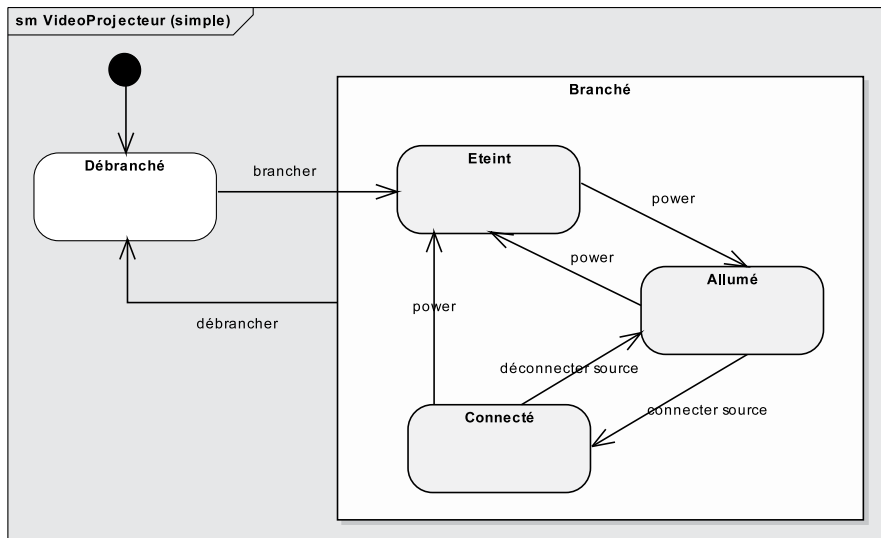 sm VideoProjecteur (simple)
Branché
Débranché
brancher
Eteint
power
power
Allumé
power
débrancher
déconnecter source
connecter source
Connecté